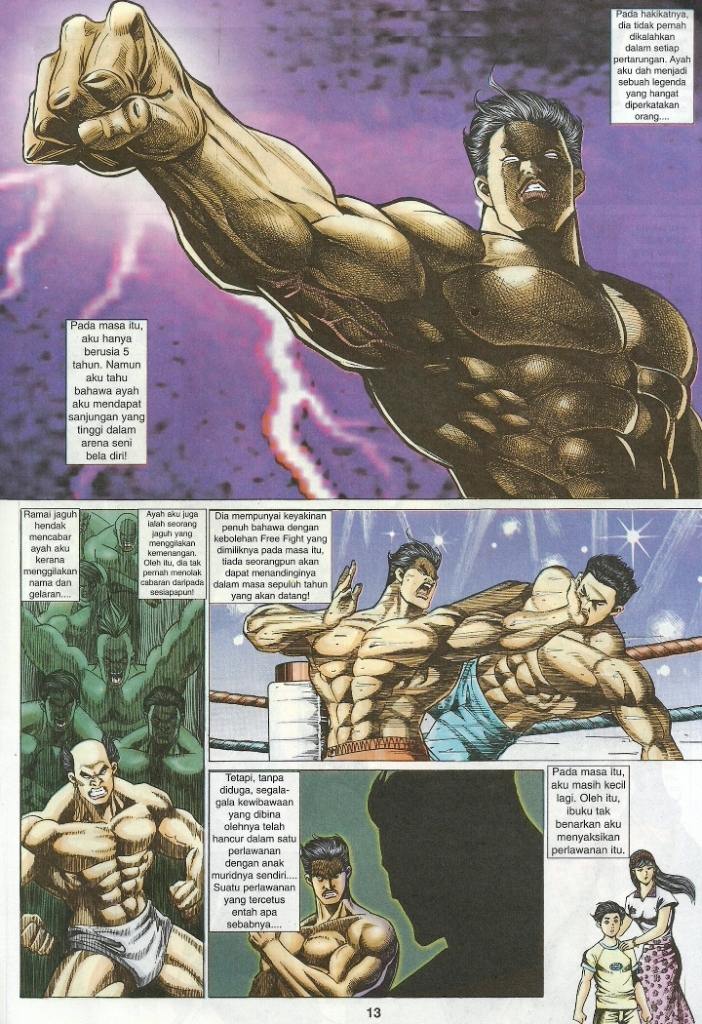 Pada hakikatnya,
dia tidak pernah
dikalahkan
dalam setiap
pertarungan. Ayah
aku dah menjadi
sebuah legenda
yang hangat
diperkatakan
orang....
Pada masa itu,
aku hanya
berusia 5
tahun. Namun
aku tahu
bahawa ayah
aku mendapat
sanjungan yang
tinggi dalam
arena seni
bela diri!
Ramai jaguh
hendak
mencabar
ayah aku
kerana
menggilakan
nama dan
gelaran....
Ayah aku juga
ialah seorang
jaguh yang
menggilakan
kemenangan.
Oleh itu, dia tak
pernah menolak
cabaran daripada
sesiapapun!
Dia mempunyai keyakinan
penuh bahawa dengan
kebolehan Free Fight yang
dimiliknya pada masa itu,
tiada seorangpun akan
dapat menandinginya
dalam masa sepuluh tahun
yang akan datang!
Tetapi, tanpa
diduga, segala-
gala kewibawaan
yang dibina
olehnya telah
hancur dalam satu
perlawanan
dengan anak
muridnya sendiri....
Suatu perlawanan
yang tercetus
entah apa
sebabnya....
Pada masa itu,
aku masih kecil
lagi. Oleh itu,
ibuku tak
benarkan aku
menyaksikan
perlawanan itu.
13